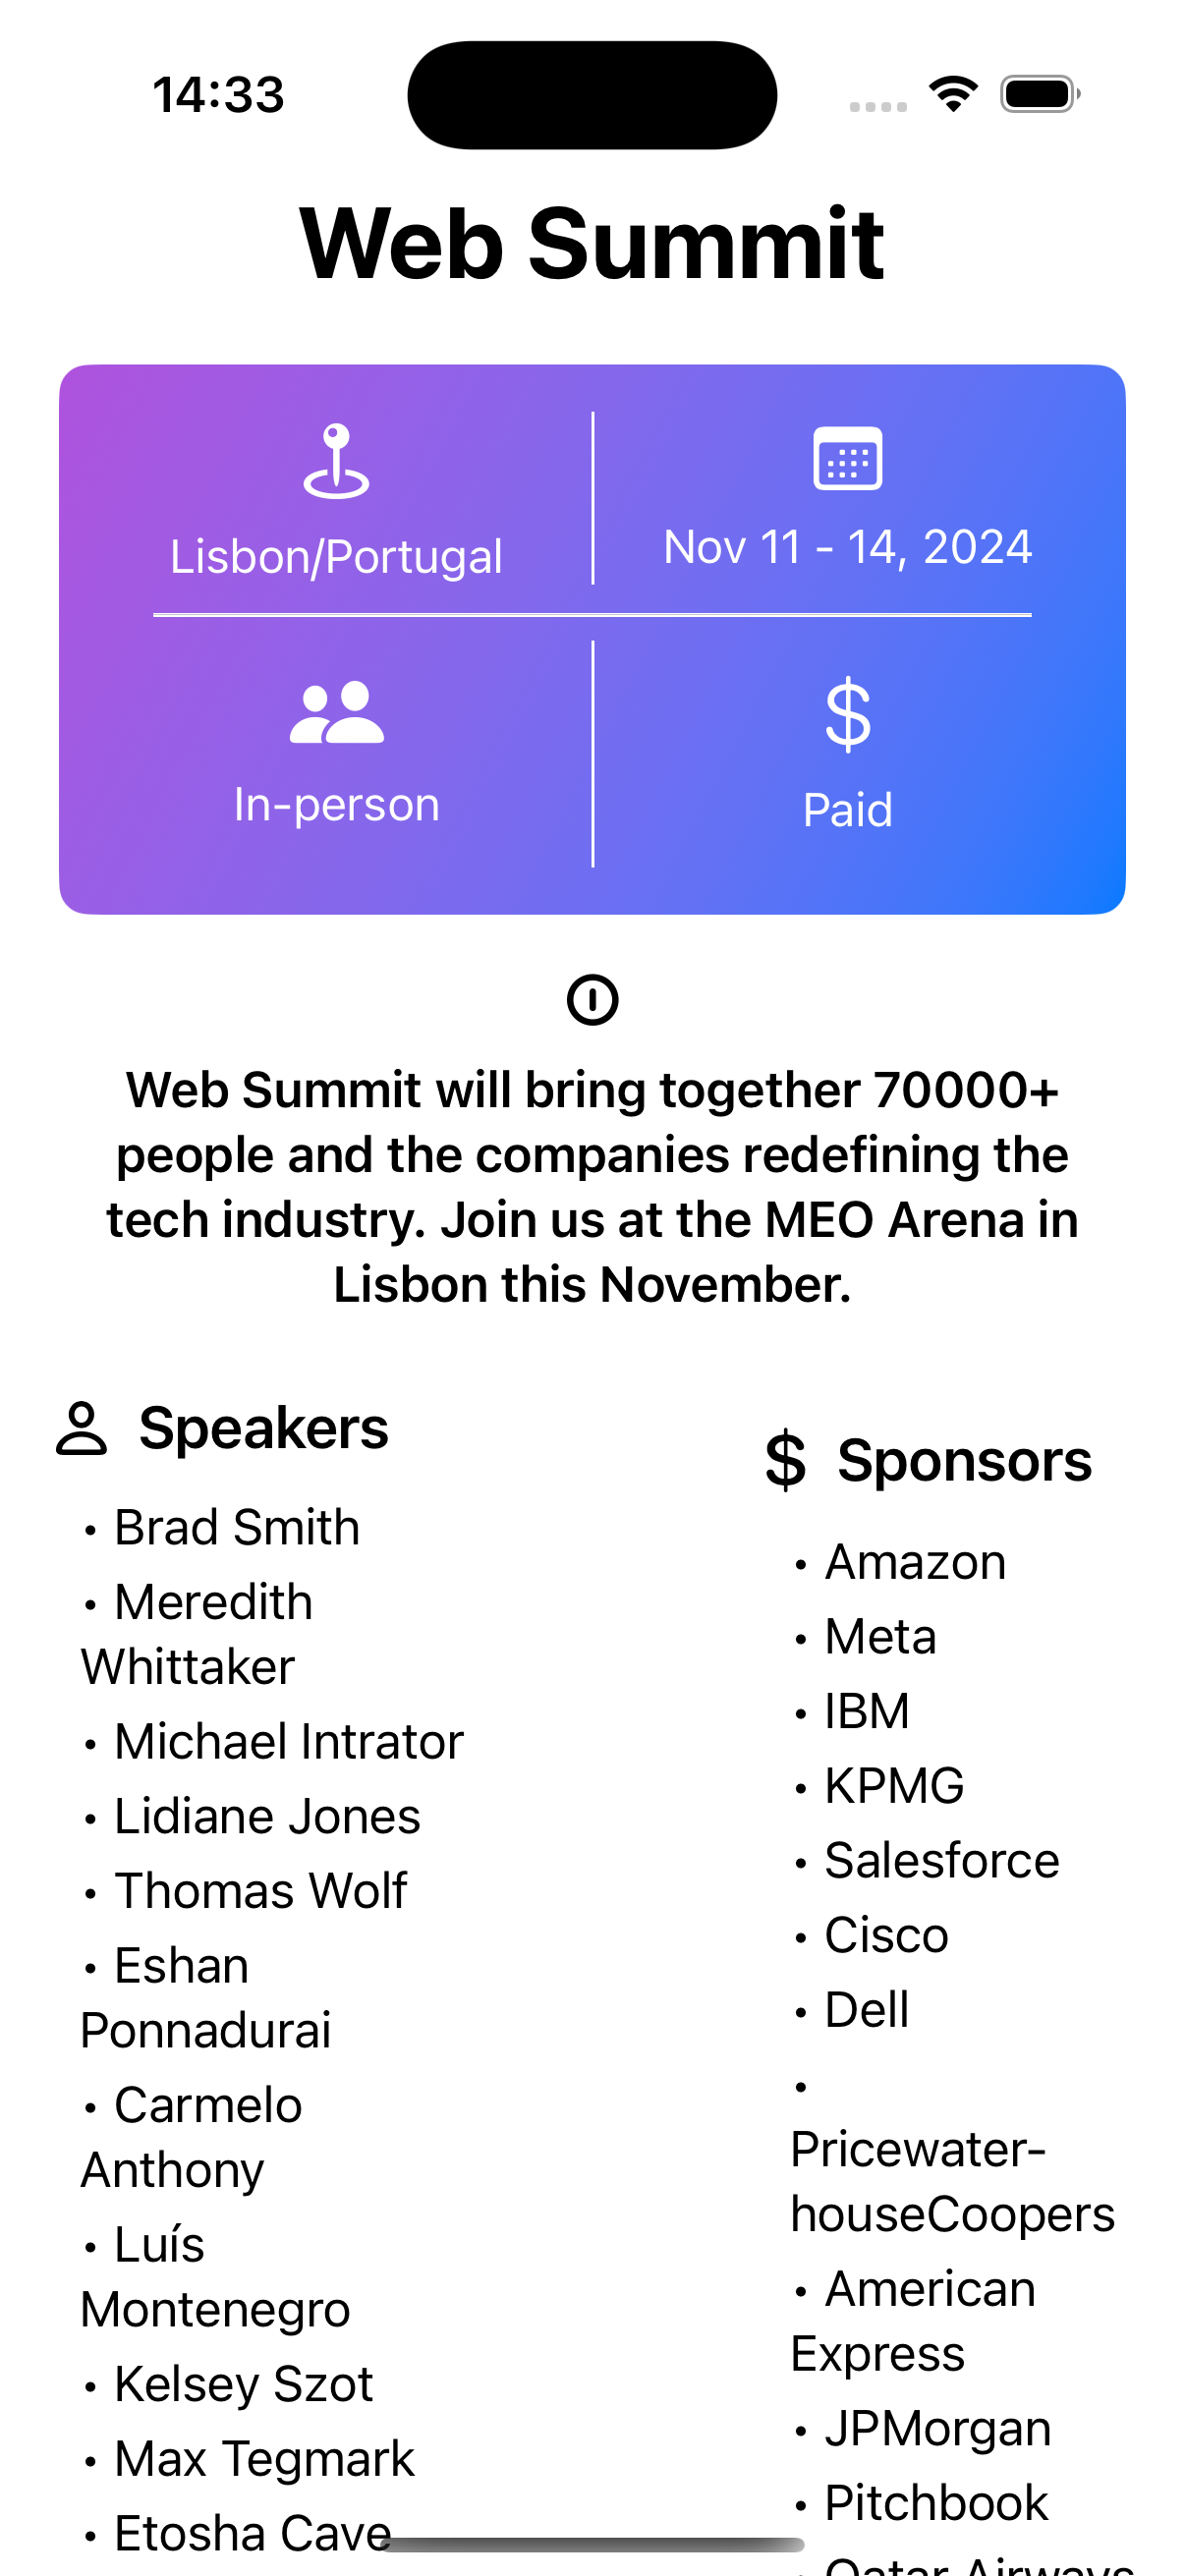 14:33
Web Summit
Lisbon/Portugal
Nov 11 - 14, 2024
In-person
Paid
Web Summit will bring together 70000+
people and the companies redefining the
tech industry. Join us at the MEO Arena in
Lisbon this November.
Speakers
• Brad Smith
• Meredith
Whittaker
• Michael Intrator
• Lidiane Jones
• Thomas Wolf
• Eshan
Ponnadurai
• Carmelo
Anthony
• Luís
Montenegro
• Kelsey Szot
• Max Tegmark
• Etosha Cave
$ Sponsors
• Amazon
• Meta
• IBM
• KPMG
• Salesforce
• Cisco
• Dell
•
Pricewater-
houseCoopers
• American
Express
• JPMorgan
• Pitchbook
• Qatar Airways